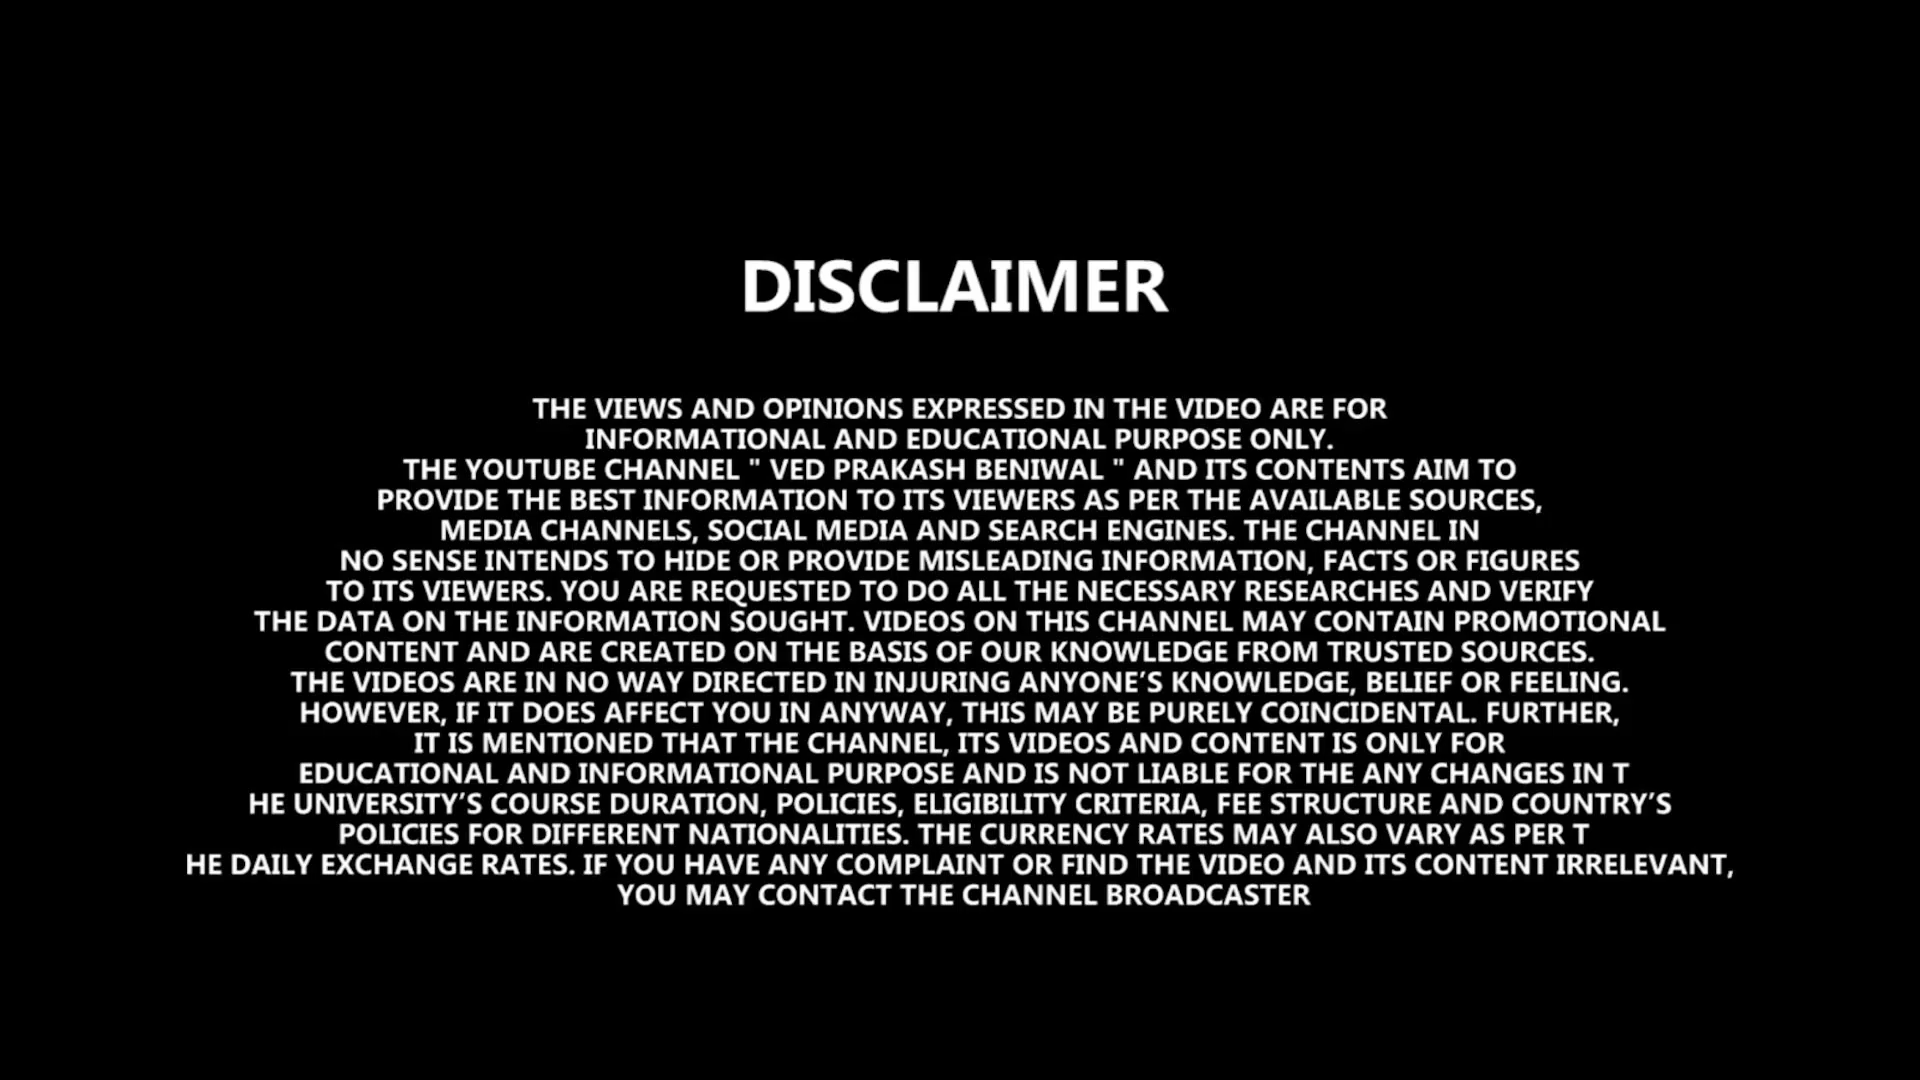 DISCLAIMER
THE VIEWS AND OPINIONS EXPRESSED IN THE VIDEO ARE FOR
INFORMATIONAL AND EDUCATIONAL PURPOSE ONLY.
THE YOUTUBE CHANNEL " VED PRAKASH BENIWAL " AND ITS CONTENTS AIM TO
PROVIDE THE BEST INFORMATION TO ITS VIEWERS AS PER THE AVAILABLE SOURCES,
MEDIA CHANNELS, SOCIAL MEDIA AND SEARCH ENGINES. THE CHANNEL IN
NO SENSE INTENDS TO HIDE OR PROVIDE MISLEADING INFORMATION, FACTS OR FIGURES
TO ITS VIEWERS. YOU ARE REQUESTED TO DO ALL THE NECESSARY RESEARCHES AND VERIFY
THE DATA ON THE INFORMATION SOUGHT. VIDEOS ON THIS CHANNEL MAY CONTAIN PROMOTIONAL
CONTENT AND ARE CREATED ON THE BASIS OF OUR KNOWLEDGE FROM TRUSTED SOURCES.
THE VIDEOS ARE IN NO WAY DIRECTED IN INJURING ANYONE’S KNOWLEDGE, BELIEF OR FEELING.
HOWEVER, IF IT DOES AFFECT YOU IN ANYWAY, THIS MAY BE PURELY COINCIDENTAL. FURTHER,
IT IS MENTIONED THAT THE CHANNEL, ITS VIDEOS AND CONTENT IS ONLY FOR
EDUCATIONAL AND INFORMATIONAL PURPOSE AND IS NOT LIABLE FOR THE ANY CHANGES IN T
HE UNIVERSITY’S COURSE DURATION, POLICIES, ELIGIBILITY CRITERIA, FEE STRUCTURE AND COUNTRY’S
POLICIES FOR DIFFERENT NATIONALITIES. THE CURRENCY RATES MAY ALSO VARY AS PER T
HE DAILY EXCHANGE RATES. IF YOU HAVE ANY COMPLAINT OR FIND THE VIDEO AND ITS CONTENT IRRELEVANT,
YOU MAY CONTACT THE CHANNEL BROADCASTER